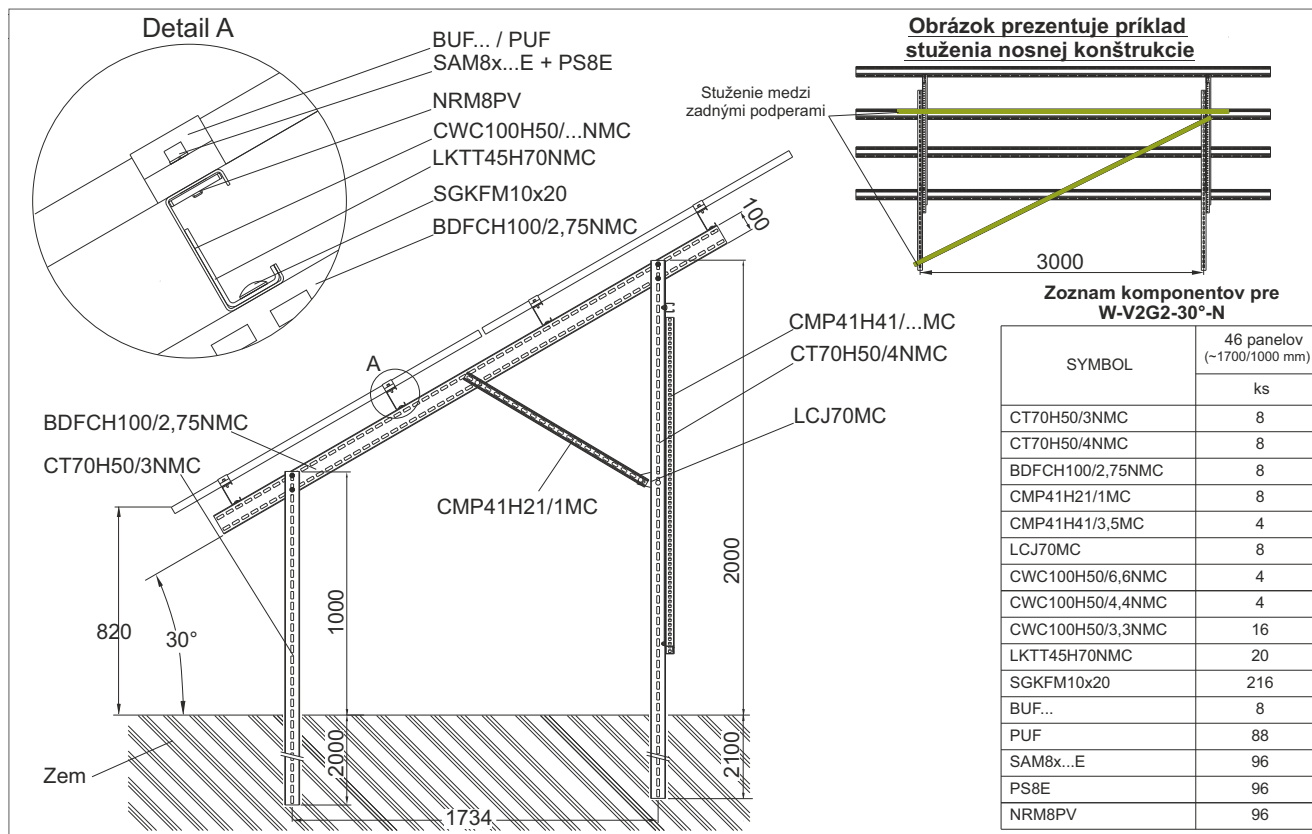 Detail A
BUF... / PUF
SAM8x...E + PS8E
NRM8PV
CWC100H50/...NMC
LKTT45H70NMC
SGKFM10x20
BDFCH100/2,75NMC
Obrázok prezentuje príklad
stuženia nosnej konštrukcie
Stuženie medzi
zadnými podperami
3000
100
A
CMP41H41/...MC
CT70H50/4NMC
LCJ70MC
BDFCH100/2,75NMC
CT70H50/3NMC
CMP41H21/1MC
820
30°
1000
2000
Zem
2000
2100
1734
Zoznam komponentov pre
W-V2G2-30°-N
SYMBOL
46 panelov
(~1700/1000 mm)
ks
CT70H50/3NMC 8
CT70H50/4NMC 8
BDFCH100/2,75NMC 8
CMP41H21/1MC 8
CMP41H41/3,5MC 4
LCJ70MC 8
CWC100H50/6,6NMC 4
CWC100H50/4,4NMC 4
CWC100H50/3,3NMC 16
LKTT45H70NMC 20
SGKFM10x20 216
BUF... 8
PUF 88
SAM8x...E 96
PS8E 96
NRM8PV 96